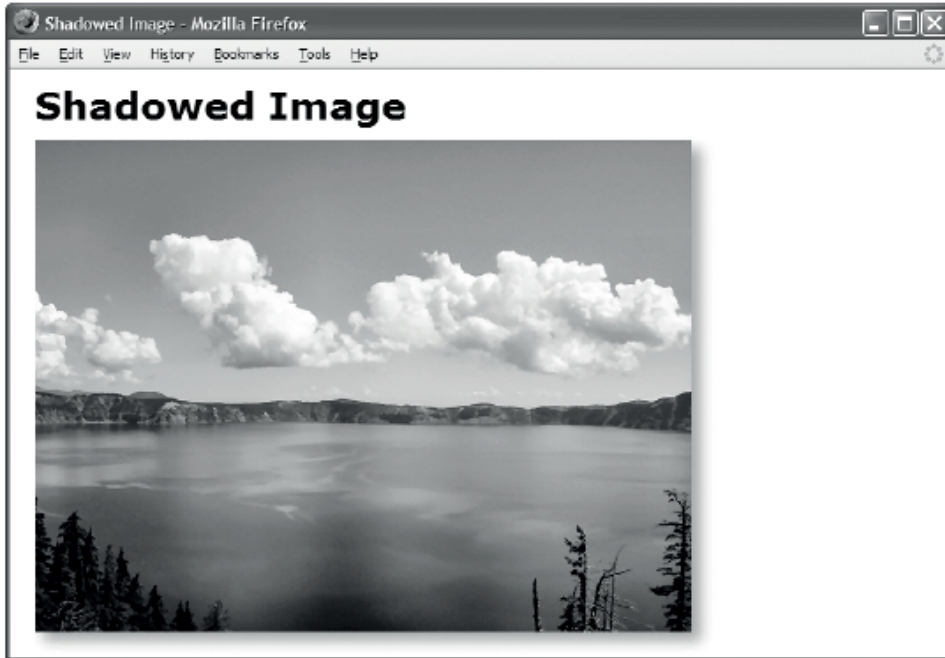 Shadowed Image - Mozilla Firefox
File Edit View History Bookmarks Tools Help
Shadowed Image